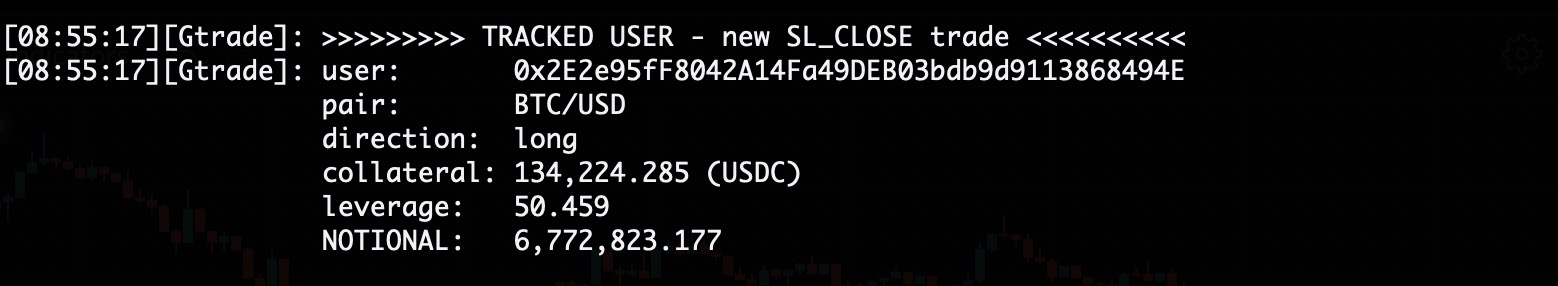 [08:55:17][Gtrade]: >>>>>>>>> TRACKED USER - new SL_CLOSE trade <<<<<<<<<<
[08:55:17][Gtrade]: user: 0x2E2e95fF8042A14Fa49DEB03bdb9d9113868494E
pair: BTC/USD
direction: long
collateral: 134,224.285 (USDC)
leverage: 50.459
NOTIONAL: 6,772,823.177